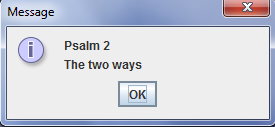 Message
Psalm 2
The two ways
OK